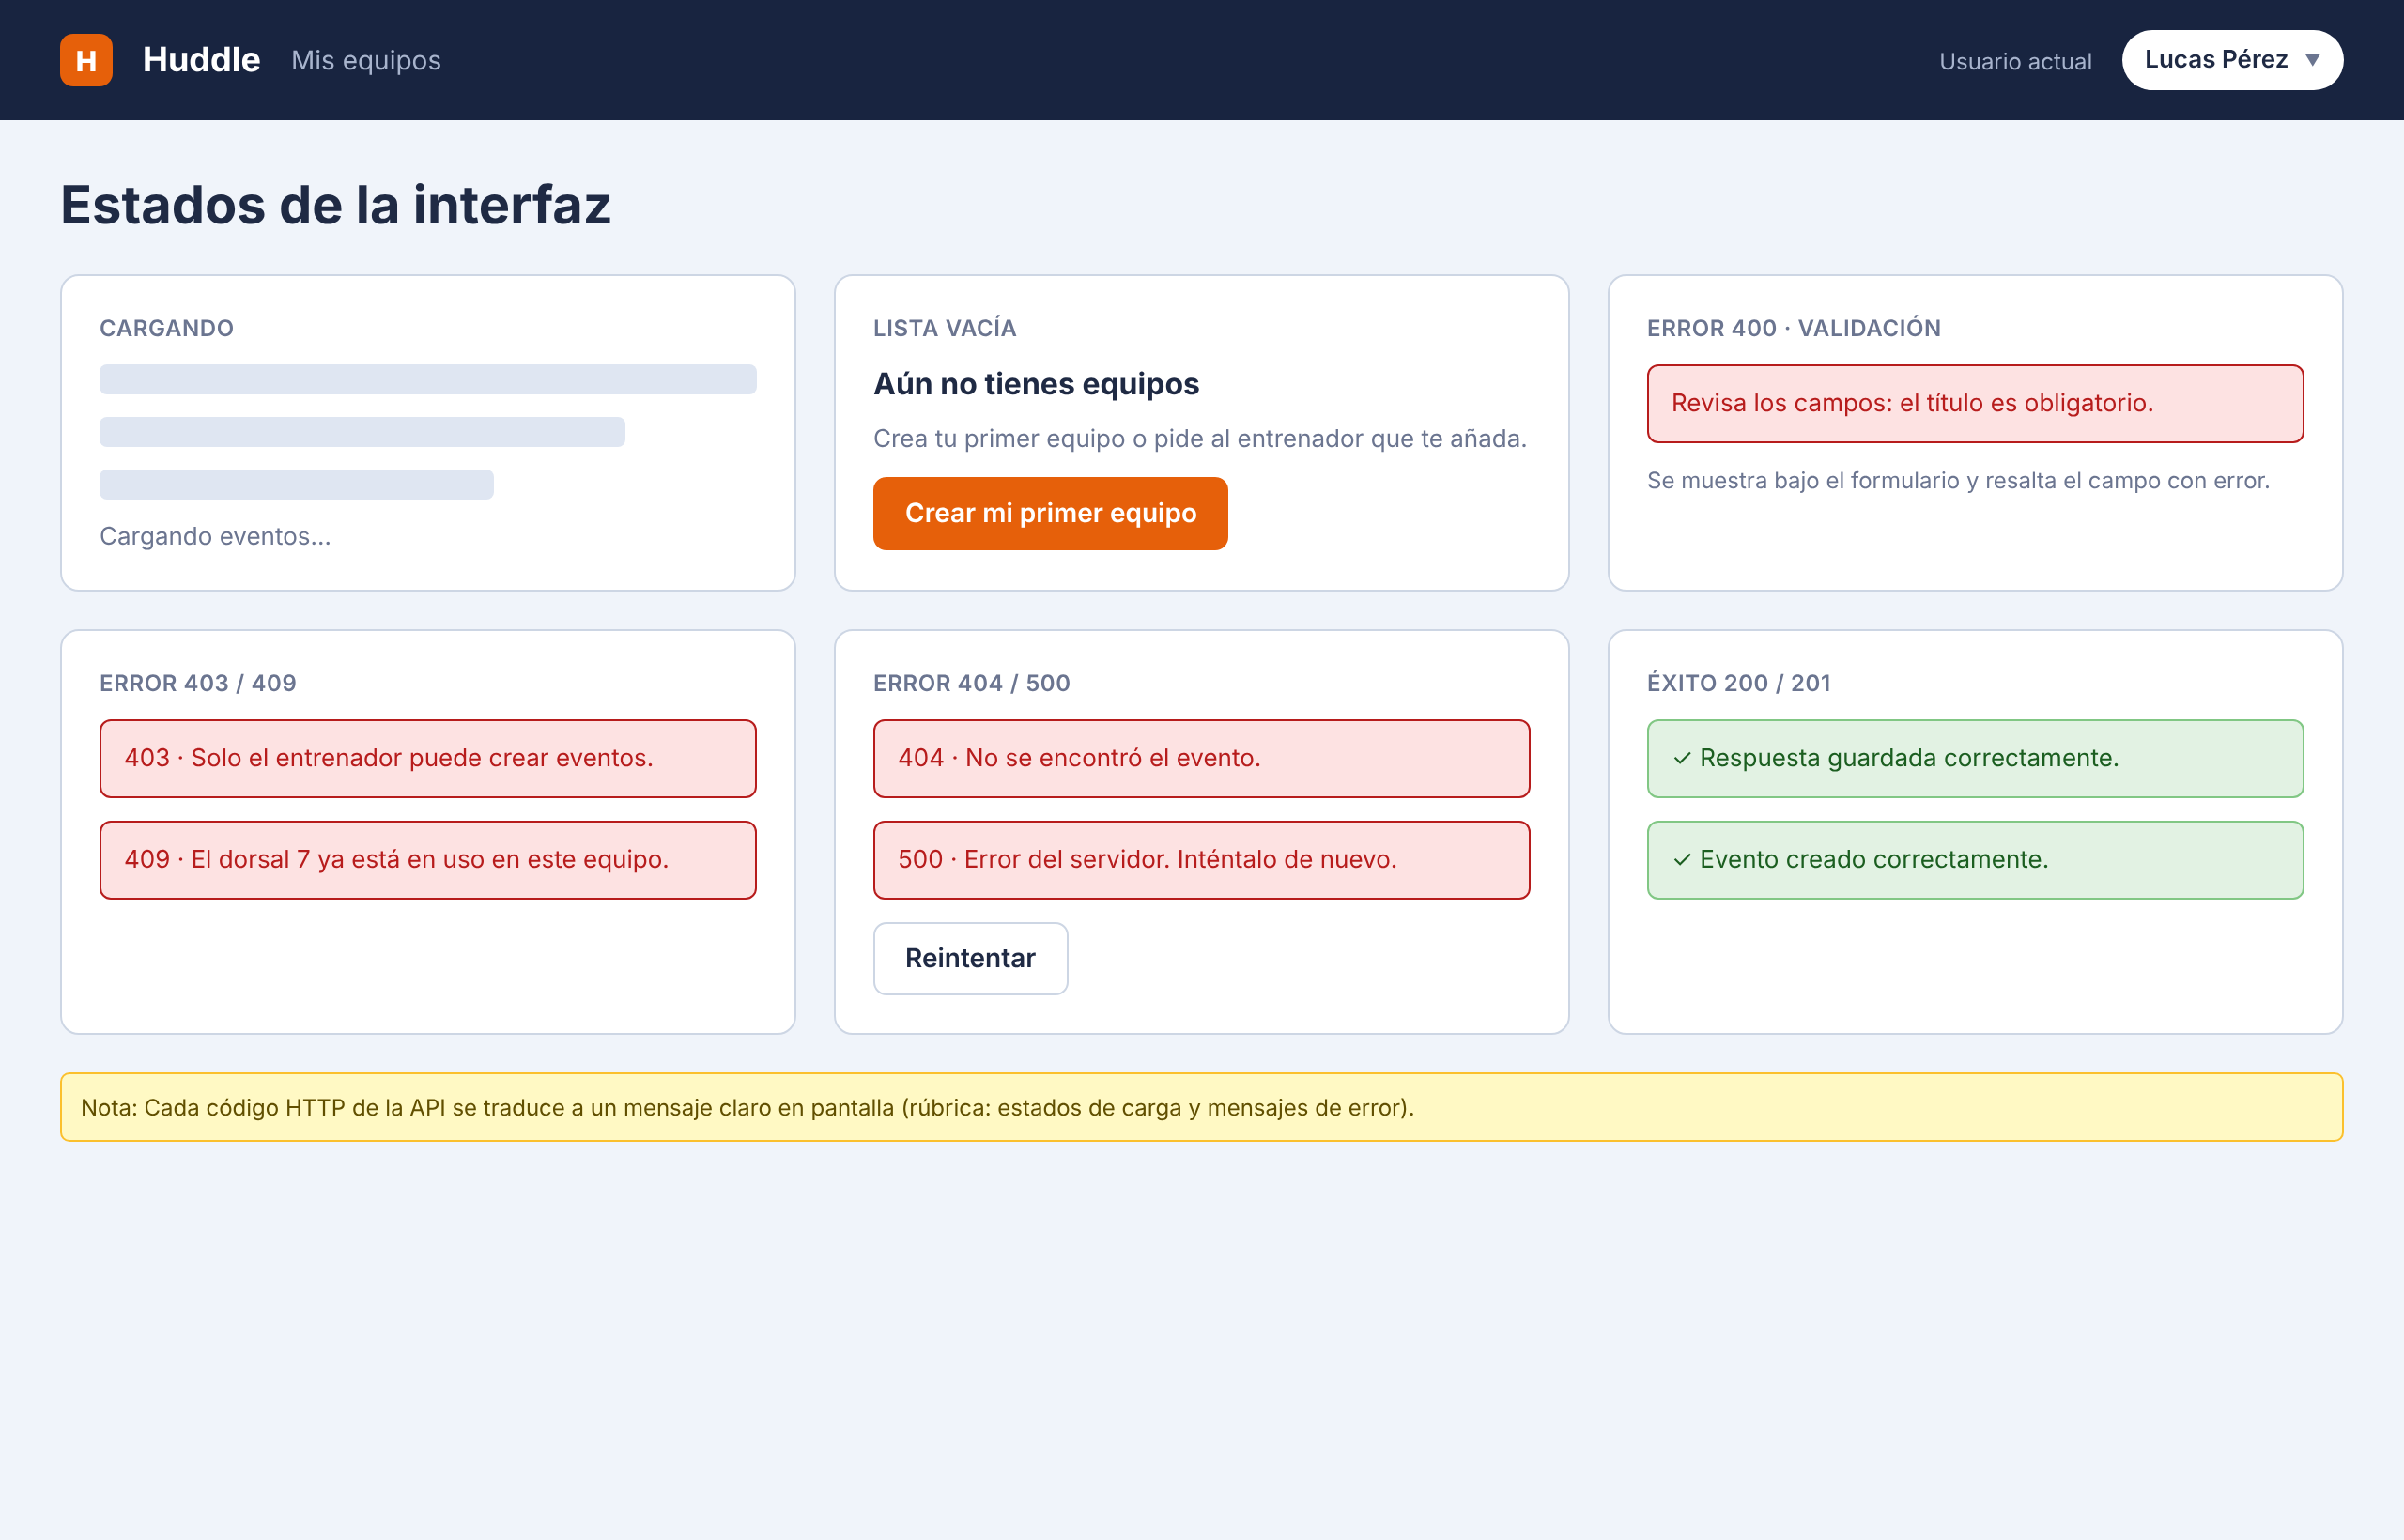 H
Huddle
Mis equipos
Usuario actual
Lucas Pérez ▼
Estados de la interfaz
CARGANDO
Cargando eventos...
LISTA VACÍA
Aún no tienes equipos
Crea tu primer equipo o pide al entrenador que te añada.
Crear mi primer equipo
ERROR 400 · VALIDACIÓN
Revisa los campos: el título es obligatorio.
Se muestra bajo el formulario y resalta el campo con error.
ERROR 403 / 409
403 · Solo el entrenador puede crear eventos.
409 · El dorsal 7 ya está en uso en este equipo.
ERROR 404 / 500
404 · No se encontró el evento.
500 · Error del servidor. Inténtalo de nuevo.
Reintentar
ÉXITO 200 / 201
✓ Respuesta guardada correctamente.
✓ Evento creado correctamente.
Nota: Cada código HTTP de la API se traduce a un mensaje claro en pantalla (rúbrica: estados de carga y mensajes de error).